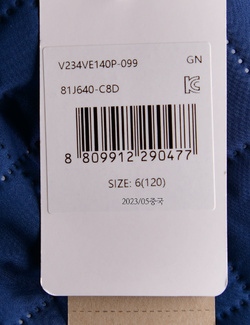 V234VE140P-099 GN
81J640-C8D
8 809912 290477
SIZE: 6(120)
2023/05중국